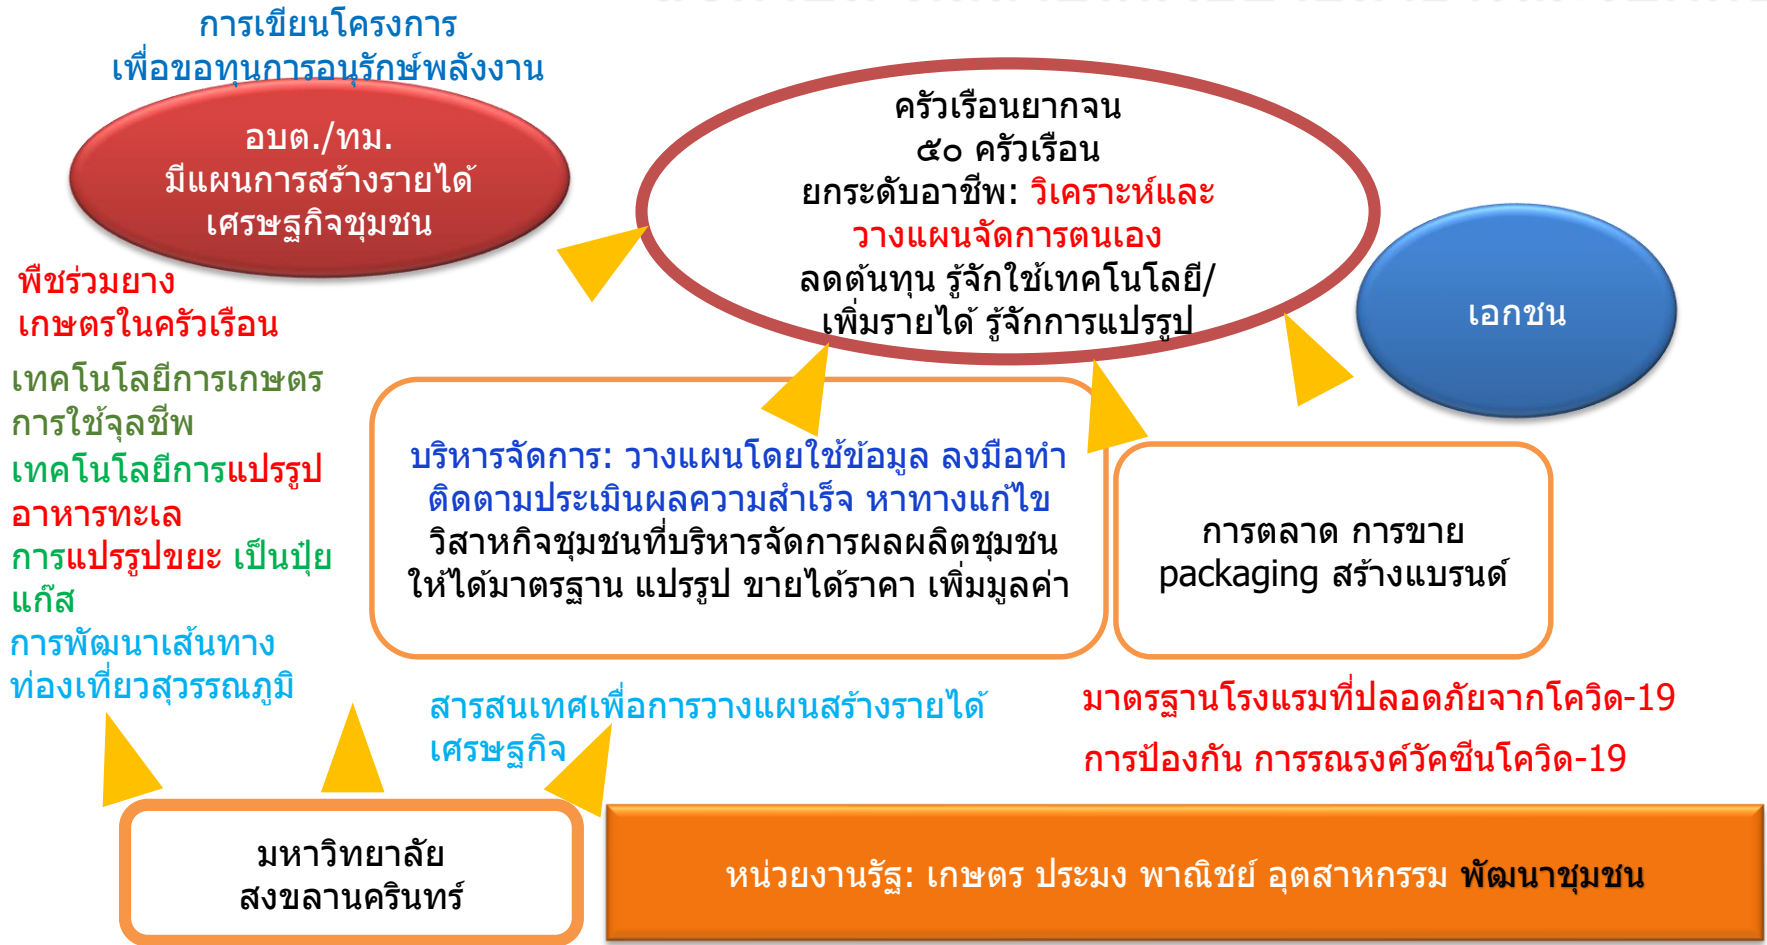 การเขียนโครงการ
เพื่อขอทุนการอนุรักษ์พลังงาน
อบต./ทม.
มีแผนการสร้างรายได้
เศรษฐกิจชุมชน
ครัวเรือนยากจน
๕๐ ครัวเรือน
ยกระดับอาชีพ: วิเคราะห์และ
วางแผนจัดการตนเอง
ลดต้นทุน รู้จักใช้เทคโนโลยี/
เพิ่มรายได้ รู้จักการแปรรูป
เอกชน
พืชร่วมยาง
เกษตรในครัวเรือน
เทคโนโลยีการเกษตร
การใช้จุลชีพ
เทคโนโลยีการแปรรูป
อาหารทะเล
การแปรรูปขยะ เป็นปุ๋ย
แก๊ส
การพัฒนาเส้นทาง
ท่องเที่ยวสุวรรณภูมิ
บริหารจัดการ: วางแผนโดยใช้ข้อมูล ลงมือทำ
ติดตามประเมินผลความสำเร็จ หาทางแก้ไข
วิสาหกิจชุมชนที่บริหารจัดการผลผลิตชุมชน
ให้ได้มาตรฐาน แปรรูป ขายได้ราคา เพิ่มมูลค่า
การตลาด การขาย
packaging สร้างแบรนด์
สารสนเทศเพื่อการวางแผนสร้างรายได้
เศรษฐกิจ
มาตรฐานโรงแรมที่ปลอดภัยจากโควิด-19
การป้องกัน การรณรงค์วัคซีนโควิด-19
มหาวิทยาลัย
สงขลานครินทร์
หน่วยงานรัฐ: เกษตร ประมง พาณิชย์ อุตสาหกรรม พัฒนาชุมชน